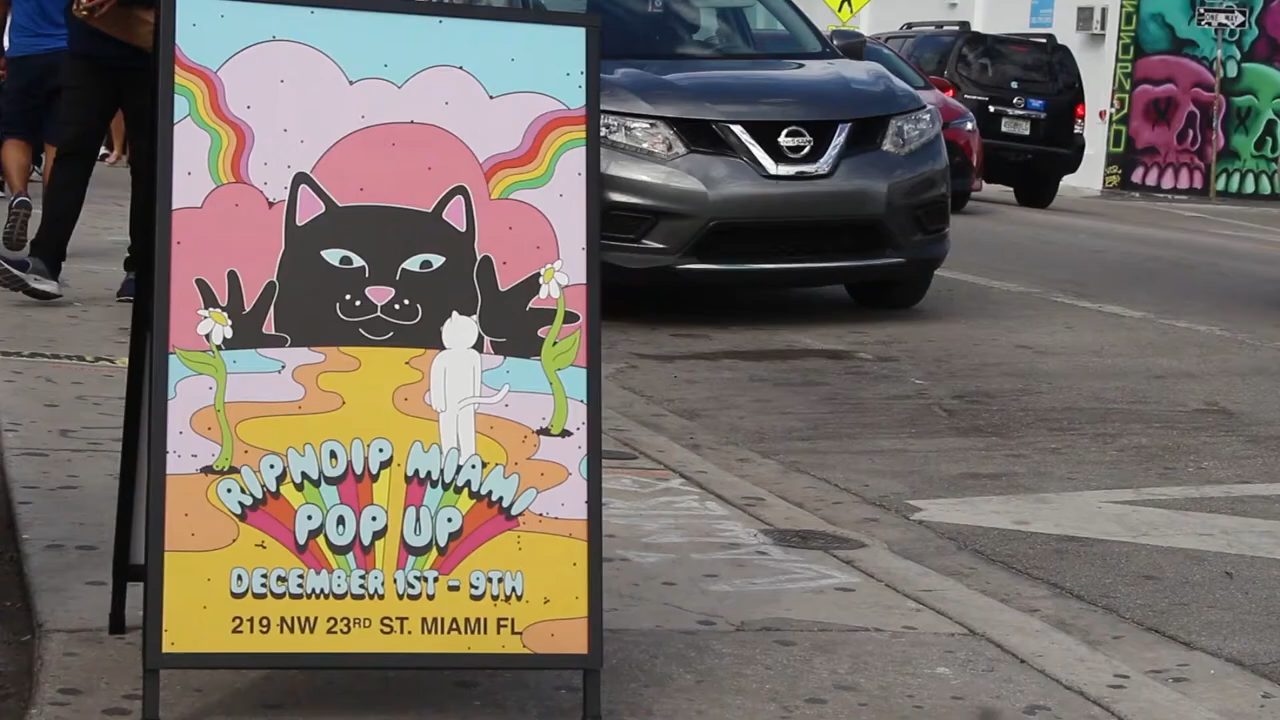 RIPNDIP MIAMI
POP UP
DECEMBER 1ST - 9TH
219 NW 23RD ST. MIAMI FL
NISSAN
ONE WAY